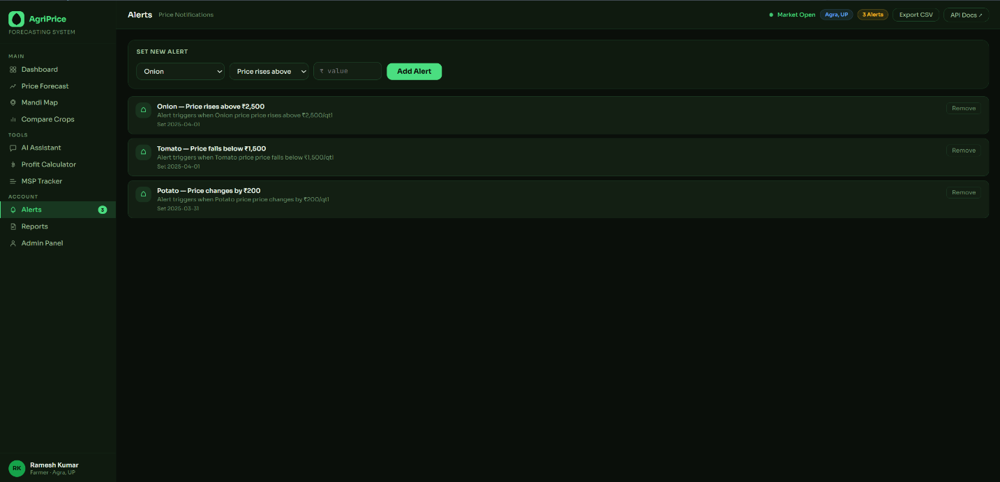 AgriPrice
FORECASTING SYSTEM
MAIN
Dashboard
Price Forecast
Mandi Map
Compare Crops
TOOLS
AI Assistant
Profit Calculator
MSP Tracker
ACCOUNT
Alerts 3
Reports
Admin Panel
RK
Ramesh Kumar
Farmer · Agra, UP
Alerts Price Notifications
Market Open Agra, UP 3 Alerts Export CSV API Docs ↗
SET NEW ALERT
Onion Price rises above ₹ value Add Alert
Onion — Price rises above ₹2,500
Alert triggers when Onion price price rises above ₹2,500/qtl
Set 2025-04-01
Remove
Tomato — Price falls below ₹1,500
Alert triggers when Tomato price price falls below ₹1,500/qtl
Set 2025-04-01
Remove
Potato — Price changes by ₹200
Alert triggers when Potato price price changes by ₹200/qtl
Set 2025-03-31
Remove